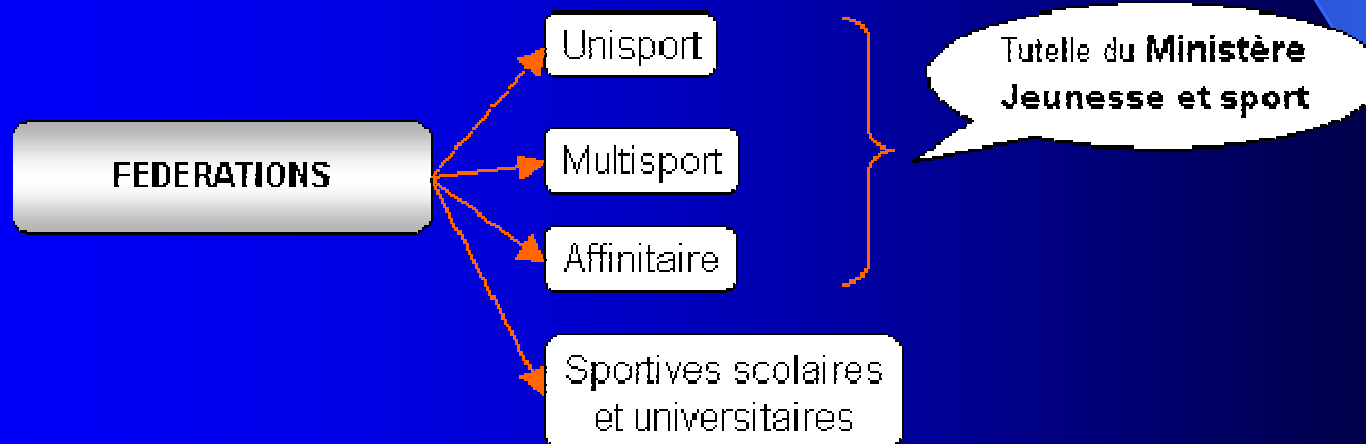 Unisport
Tutelle du Ministère
Jeunesse et sport
FEDERATIONS
Multisport
Affinitaire
Sportives scolaires
et universitaires